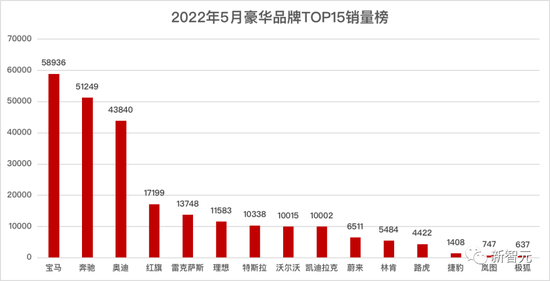 2022年5月豪华品牌TOP15销量榜
70000
60000
50000
40000
30000
20000
10000
0
58936
51249
43840
17199
13748
11583
10338
10015
10002
6511
5484
4422
1408
747
637
宝马
奔驰
奥迪
红旗
雷克萨斯
理想
特斯拉
沃尔沃
凯迪拉克
蔚来
林肯
路虎
捷豹
岚图
极狐
新智元